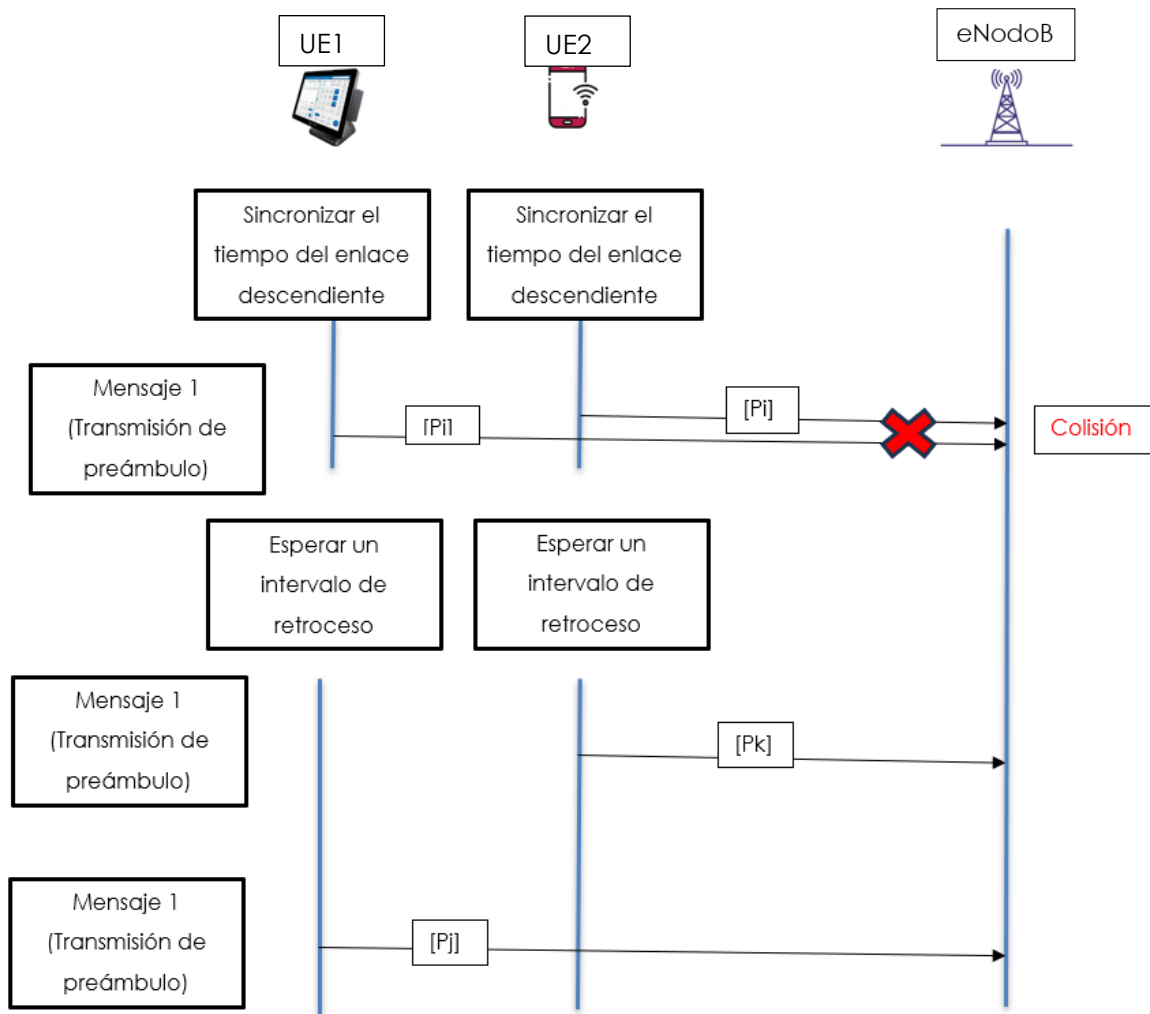 UE1
UE2
eNodoB
Sincronizar el
tiempo del enlace
descendiente
Sincronizar el
tiempo del enlace
descendente
Mensaje 1
(Transmisión de
preámbulo)
[Pi]
[Pi]
Colisión
Esperar un
intervalo de
retroceso
Esperar un
intervalo de
retroceso
Mensaje 1
(Transmisión de
preámbulo)
[Pk]
Mensaje 1
(Transmisión de
preámbulo)
[Pj]